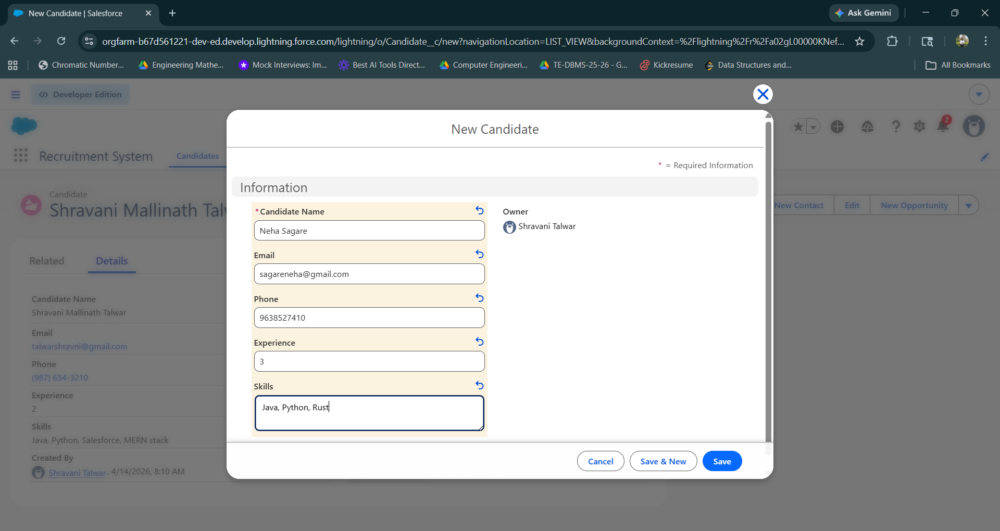 New Candidate | Salesforce
Ask Gemini
orgfarm-b67d561221-dev-ed.develop.lightning.force.com/lightning/o/Candidate__c/new?navigationLocation=LIST_VIEW&backgroundContext=%2Flightning%2Fr%2Fa02gL00000KNef...
Chromatic Number...
Engineering Mathe...
Mock Interviews: Im...
Best AI Tools Direct...
Computer Engineeri...
TE-DBMS-25-26 - G...
Kickresume
Data Structures and...
All Bookmarks
Developer Edition
2
Recruitment System
Candidates
Candidate
Shravani Mallinath Tal
New Contact
Edit
New Opportunity
Related
Details
Candidate Name
Shravani Mallinath Talwar
Email
talwarshravni@gmail.com
Phone
(987) 654-3210
Experience
2
Skills
Java, Python, Salesforce, MERN stack
Created By
Shravani Talwar, 4/14/2026, 8:10 AM
New Candidate
* = Required Information
Information
*Candidate Name
Neha Sagare
Owner
Shravani Talwar
Email
sagareneha@gmail.com
Phone
9638527410
Experience
3
Skills
Java, Python, Rust
Cancel
Save & New
Save